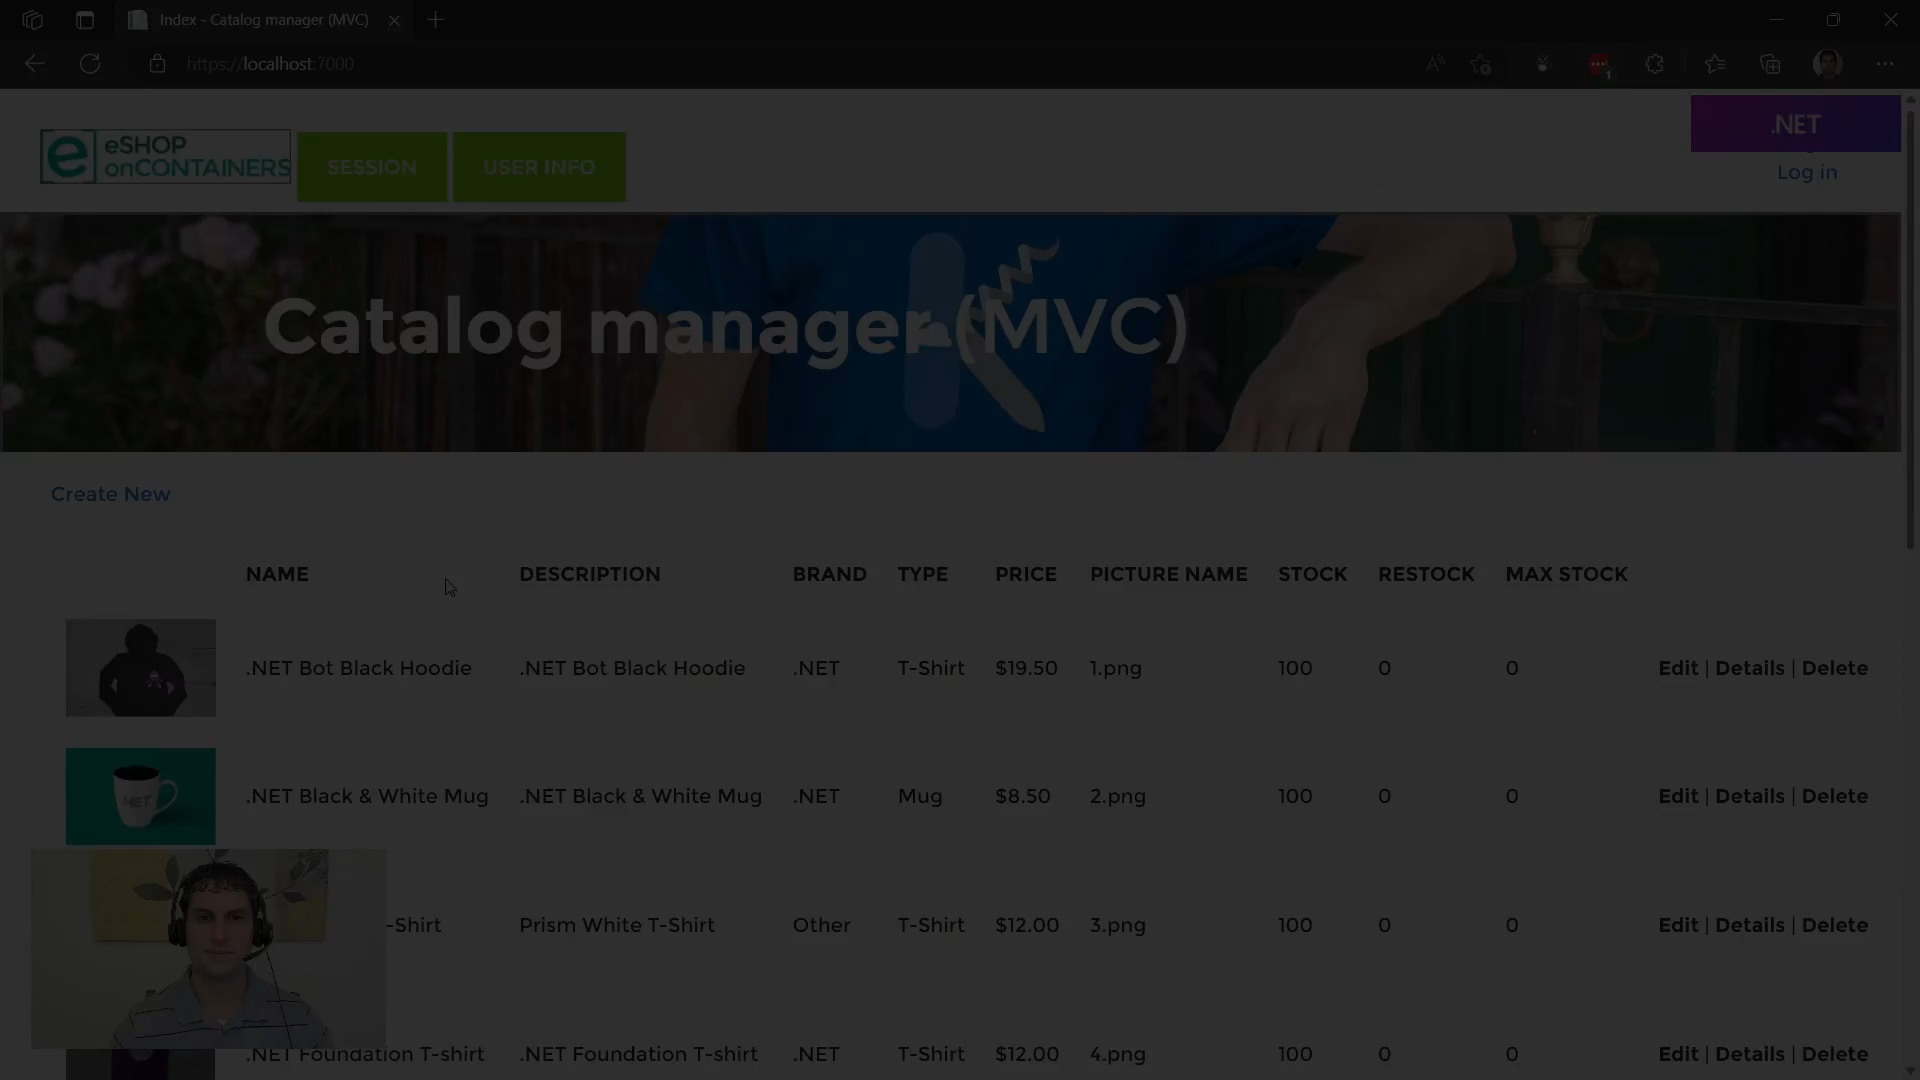 Index - Catalog manager (MVC)
https://localhost:7000
eSHOP
onCONTAINERS
SESSION
USER INFO
.NET
Log in
Catalog manager (MVC)
Create New
NAME DESCRIPTION BRAND TYPE PRICE PICTURE NAME STOCK RESTOCK MAX STOCK
.NET Bot Black Hoodie .NET Bot Black Hoodie .NET T-Shirt $19.50 1.png 100 0 0 Edit | Details | Delete
.NET Black & White Mug .NET Black & White Mug .NET Mug $8.50 2.png 100 0 0 Edit | Details | Delete
-Shirt Prism White T-Shirt Other T-Shirt $12.00 3.png 100 0 0 Edit | Details | Delete
.NET Foundation T-shirt .NET Foundation T-shirt .NET T-Shirt $12.00 4.png 100 0 0 Edit | Details | Delete